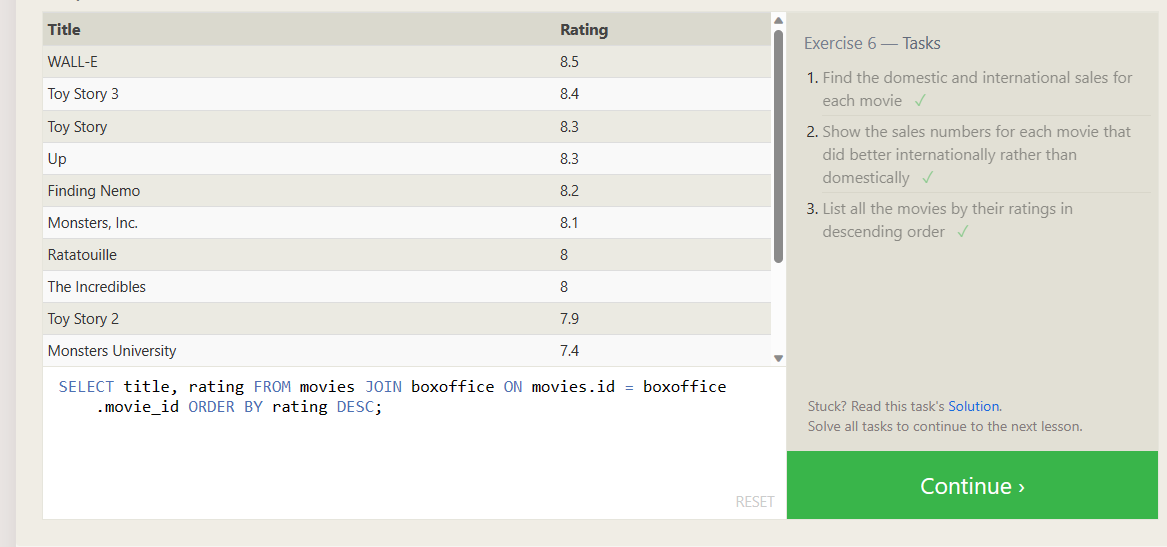 Title Rating
WALL-E 8.5
Toy Story 3 8.4
Toy Story 8.3
Up 8.3
Finding Nemo 8.2
Monsters, Inc. 8.1
Ratatouille 8
The Incredibles 8
Toy Story 2 7.9
Monsters University 7.4
SELECT title, rating FROM movies JOIN boxoffice ON movies.id = boxoffice
.movie_id ORDER BY rating DESC;
RESET
Exercise 6 — Tasks
1. Find the domestic and international sales for
each movie ✓
2. Show the sales numbers for each movie that
did better internationally rather than
domestically ✓
3. List all the movies by their ratings in
descending order ✓
Stuck? Read this task's Solution.
Solve all tasks to continue to the next lesson.
Continue ›